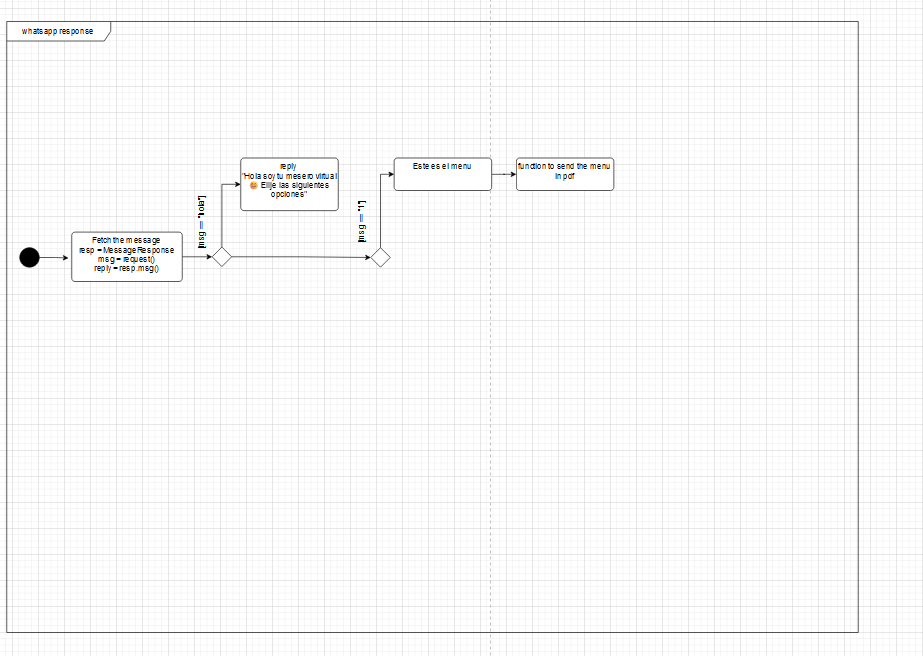 whatsapp response
reply
"Hola soy tu mesero virtual
😊 Elije las siguientes
opciones"
Este es el menu
function to send the menu
in pdf
[msg == "hola"]
[msg == "1]
Fetch the message
resp = MessageResponse
msg = request()
reply = resp.msg()